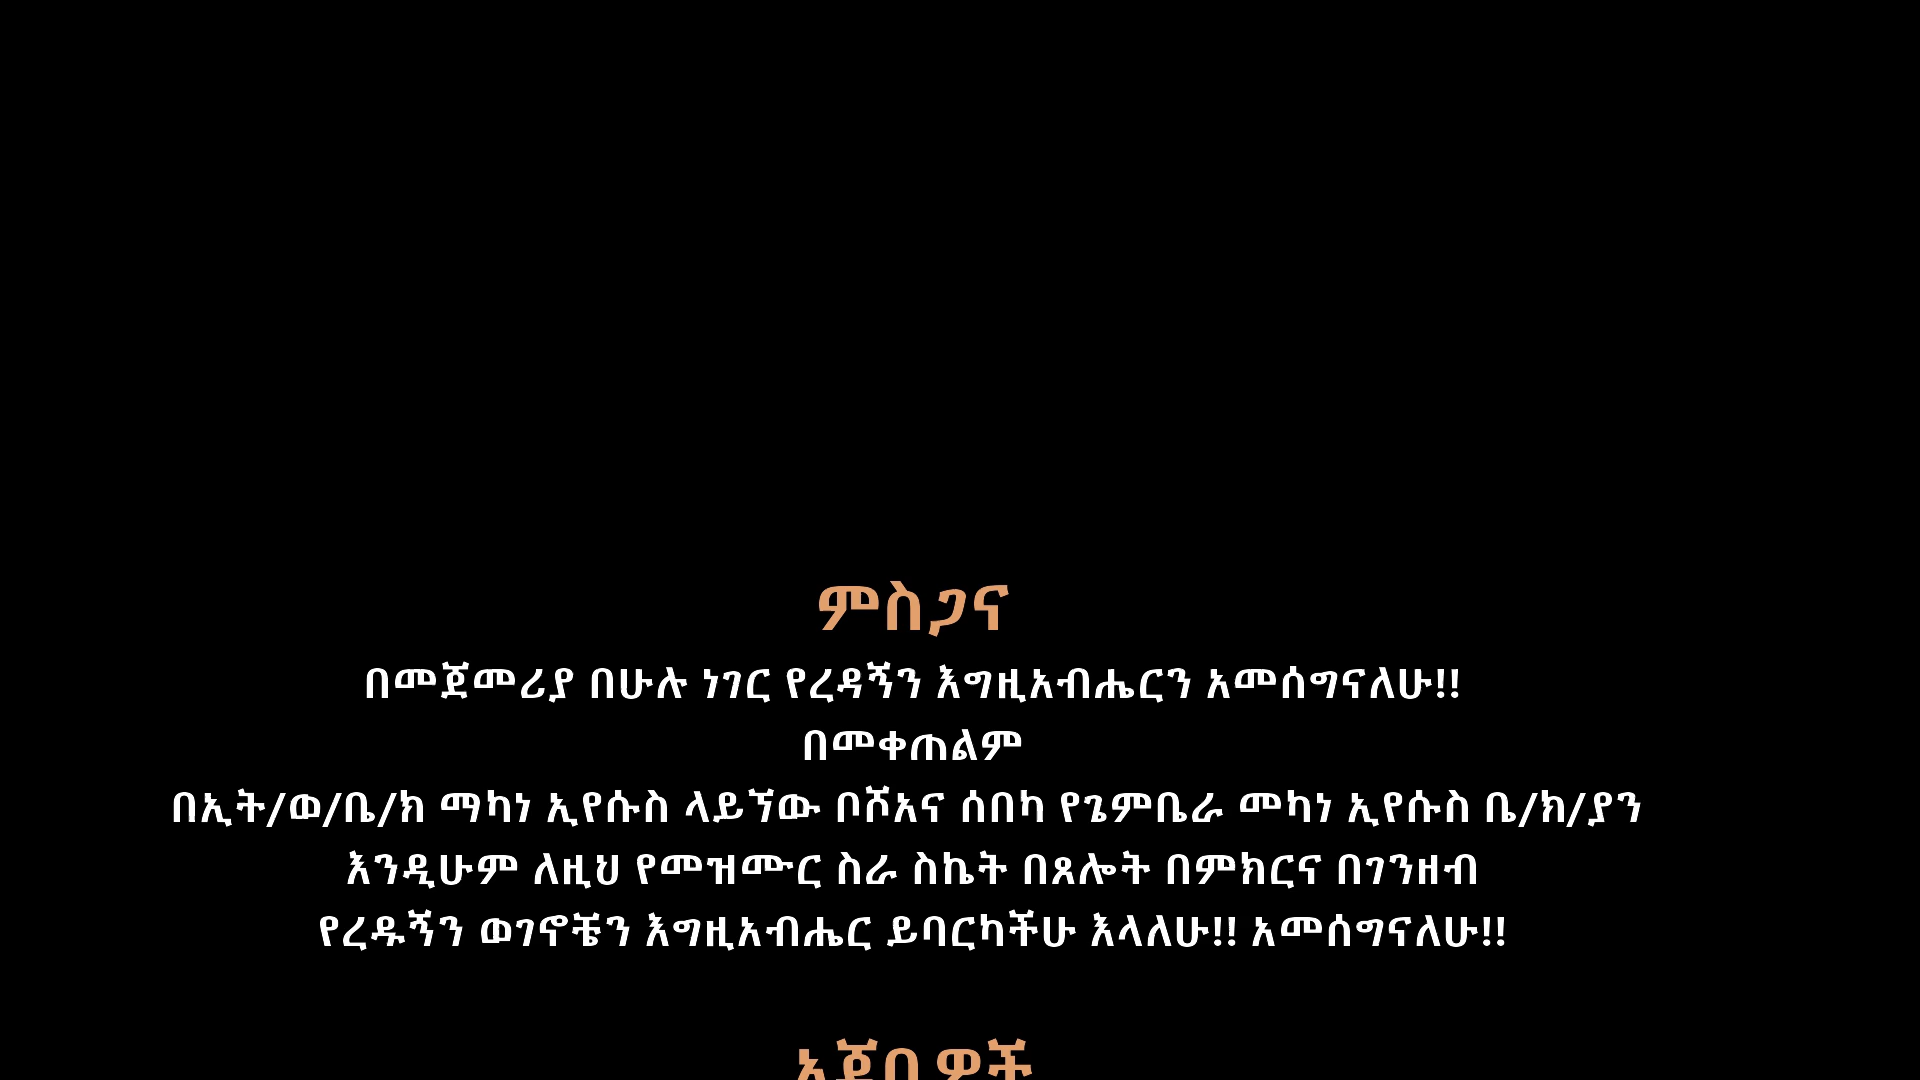 ምስጋና
በመጀመሪያ በሁሉ ነገር የረዳኝን እግዚአብሔርን አመሰግናለሁ!!
በመቀጠልም
በኢት/ወ/ቤ/ክ ማካነ ኢየሱስ ላይኘው ቦሾአና ሰበካ የጌምቤራ መካነ ኢየሱስ ቤ/ክ/ያን
እንዲሁም ለዚህ የመዝሙር ስራ ስኬት በጸሎት በምክርና በገንዘብ
የረዱኝን ወገኖቼን እግዚአብሔር ይባርካችሁ እላለሁ!! አመሰግናለሁ!!